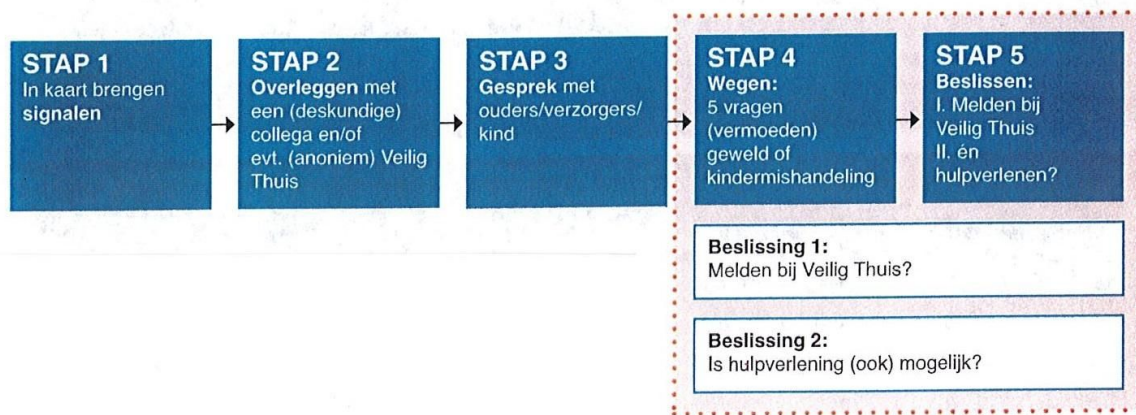 STAP 1
In kaart brengen
signalen
STAP 2
Overleggen met
een (deskundige)
collega en/of
evt. (anoniem) Veilig
Thuis
STAP 3
Gesprek met
ouders/verzorgers/
kind
STAP 4
Wegen:
5 vragen
(vermoeden)
geweld of
kindermishandeling
STAP 5
Beslissen:
I. Melden bij
Veilig Thuis
II. én
hulpverlenen?
Beslissing 1:
Melden bij Veilig Thuis?
Beslissing 2:
Is hulpverlening (ook) mogelijk?